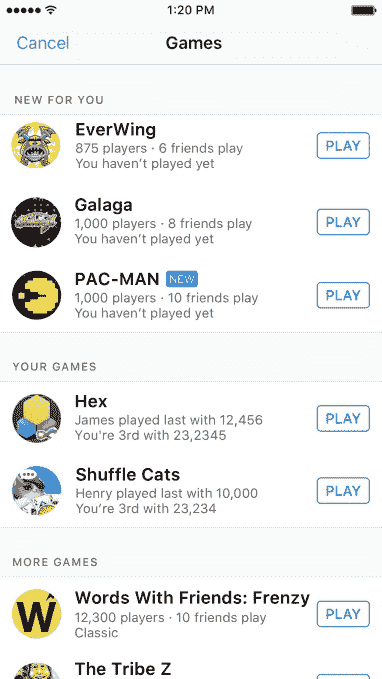 1:20 PM
Cancel
Games
NEW FOR YOU
EverWing
875 players · 6 friends play
You haven't played yet
PLAY
Galaga
1,000 players · 8 friends play
You haven't played yet
PLAY
PAC-MAN NEW
1,000 players · 10 friends play
You haven't played yet
PLAY
YOUR GAMES
Hex
James played last with 12,456
You're 3rd with 23,2345
PLAY
Shuffle Cats
Henry played last with 10,000
You're 3rd with 23,234
PLAY
MORE GAMES
W
Words With Friends: Frenzy
12,300 players · 10 friends play
Classic
PLAY
The Tribe Z